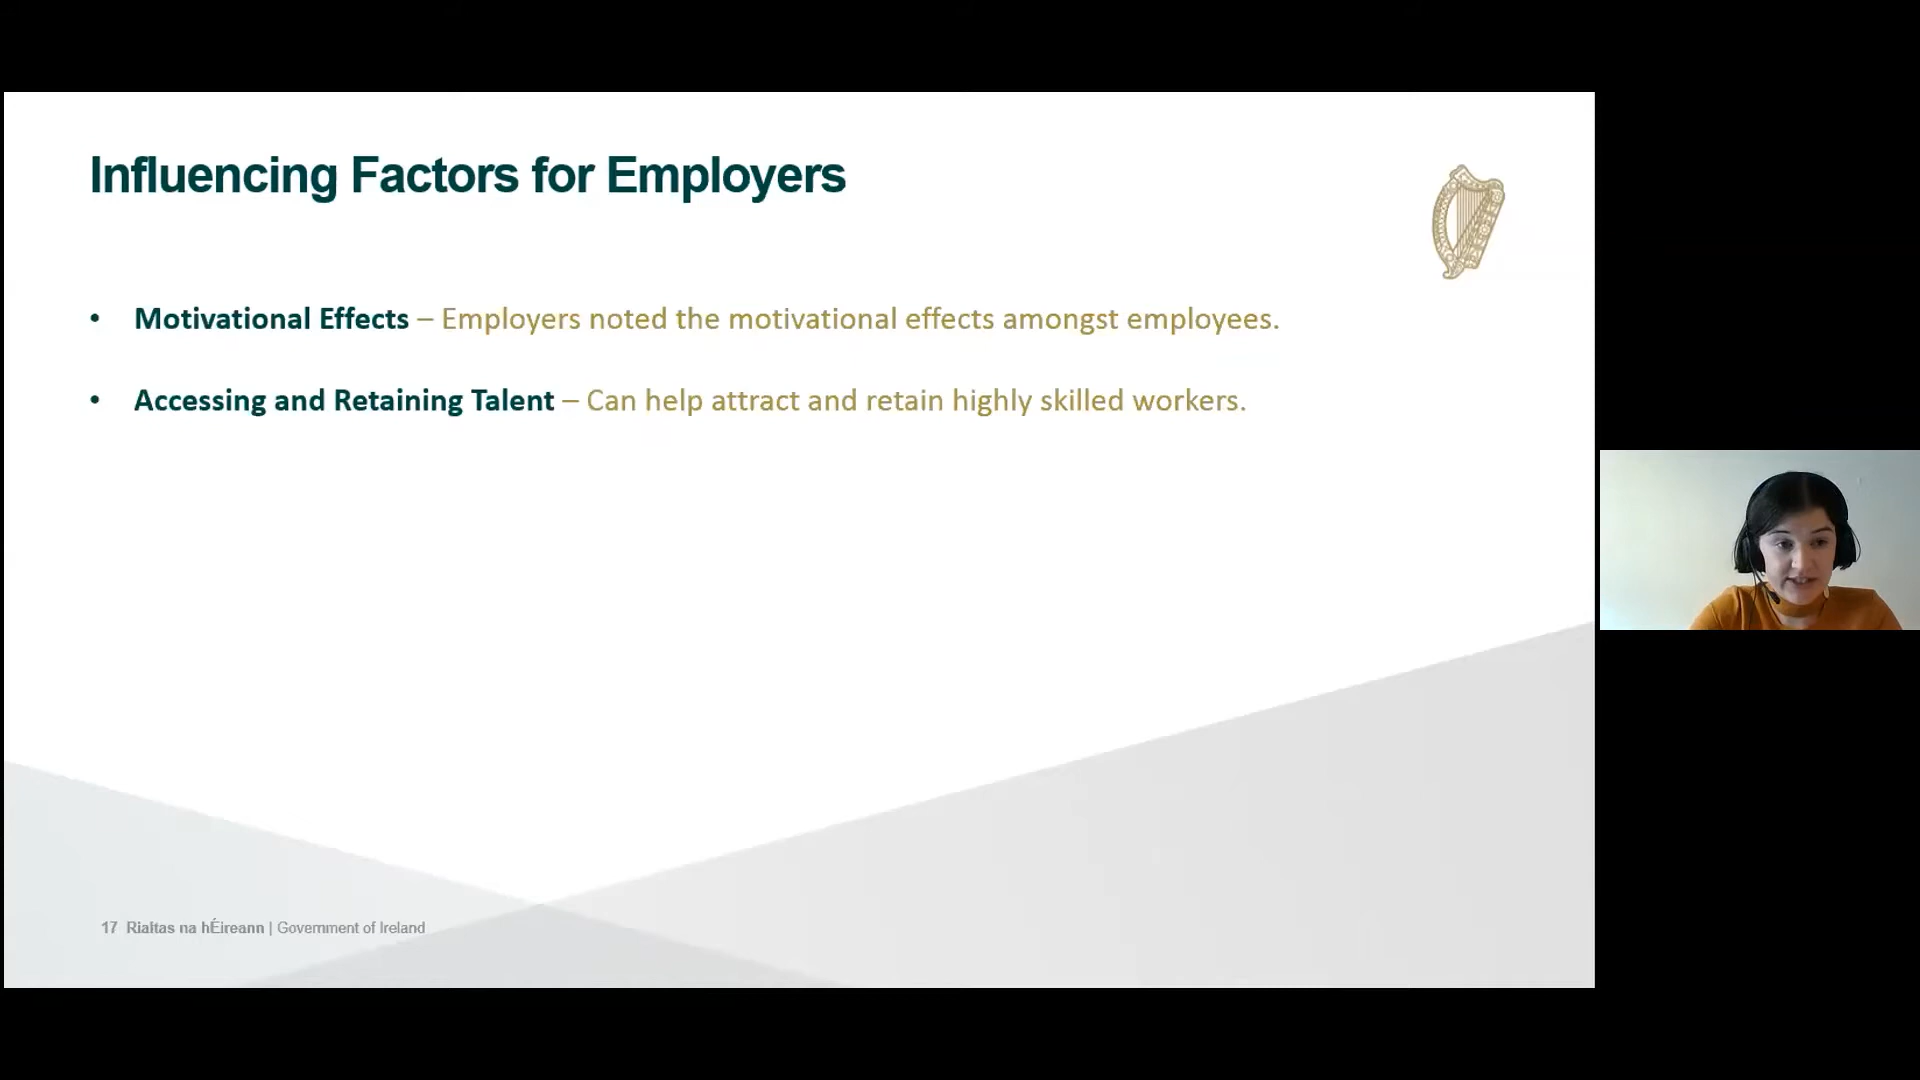 Influencing Factors for Employers
• Motivational Effects – Employers noted the motivational effects amongst employees.
• Accessing and Retaining Talent – Can help attract and retain highly skilled workers.
17 Rialtas na hÉireann | Government of Ireland